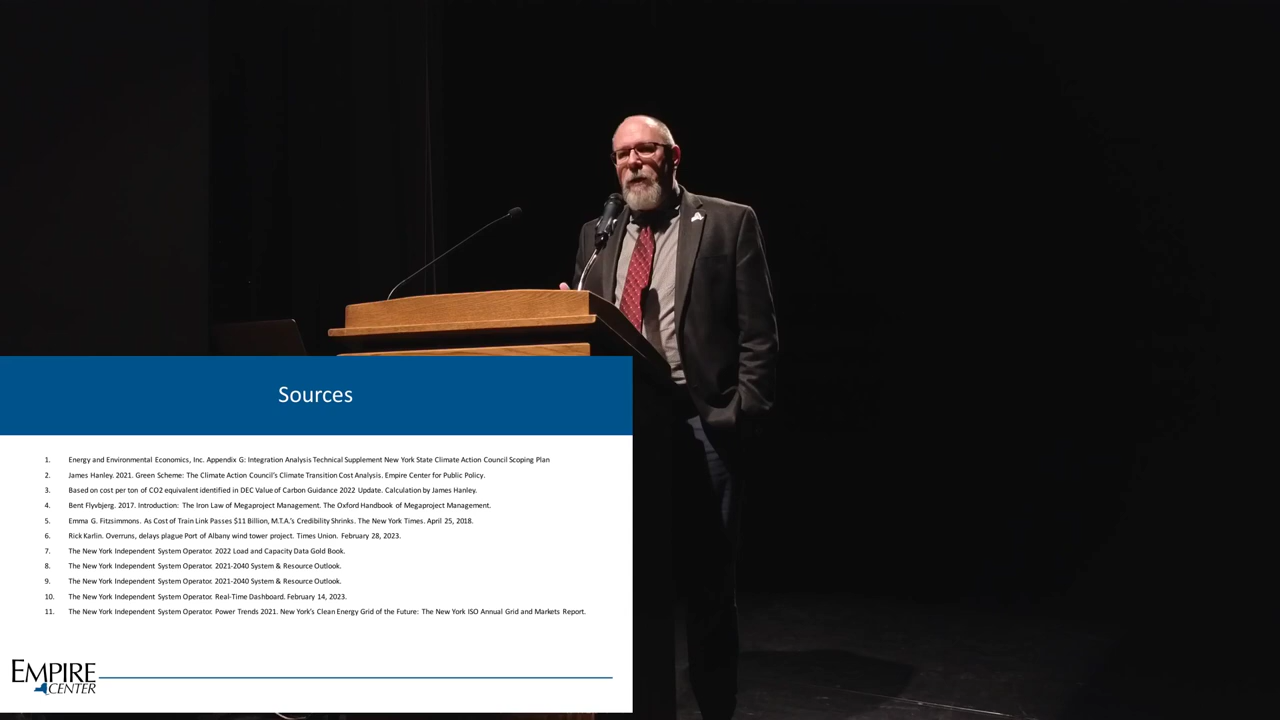 Sources
1. Energy and Environmental Economics, Inc. Appendix G: Integration Analysis Technical Supplement New York State Climate Action Council Scoping Plan
2. James Hanley. 2021. Green Scheme: The Climate Action Council's Climate Transition Cost Analysis. Empire Center for Public Policy.
3. Based on cost per ton of CO2 equivalent identified in DEC Value of Carbon Guidance 2022 Update. Calculation by James Hanley.
4. Bent Flyvbjerg. 2017. Introduction: The Iron Law of Megaproject Management. The Oxford Handbook of Megaproject Management.
5. Emma G. Fitzsimmons. As Cost of Train Link Passes $11 Billion, M.T.A.'s Credibility Shrinks. The New York Times. April 25, 2018.
6. Rick Karlin. Overruns, delays plague Port of Albany wind tower project. Times Union. February 28, 2023.
7. The New York Independent System Operator. 2022 Load and Capacity Data Gold Book.
8. The New York Independent System Operator. 2021-2040 System & Resource Outlook.
9. The New York Independent System Operator. 2021-2040 System & Resource Outlook.
10. The New York Independent System Operator. Real-Time Dashboard. February 14, 2023.
11. The New York Independent System Operator. Power Trends 2021. New York's Clean Energy Grid of the Future: The New York ISO Annual Grid and Markets Report.
EMPIRE
CENTER